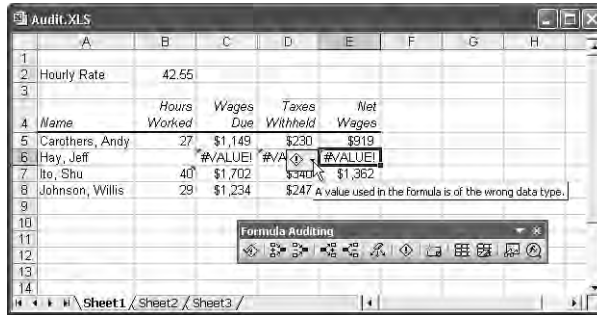 Audit.XLS
A B C D E F G H
1
2 Hourly Rate 42.55
3
Hours Wages Taxes Net
4 Name Worked Due Withheld Wages
5 Carothers, Andy 27 $1,149 $230 $919
6 Hay, Jeff #VALUE! #VA #VALUE!
7 Ito, Shu 40 $1,702 $340 $1,362
8 Johnson, Willis 29 $1,234 $247 A value used in the formula is of the wrong data type.
9
10
Formula Auditing
11
12
13
14
Sheet1 / Sheet2 / Sheet3 /